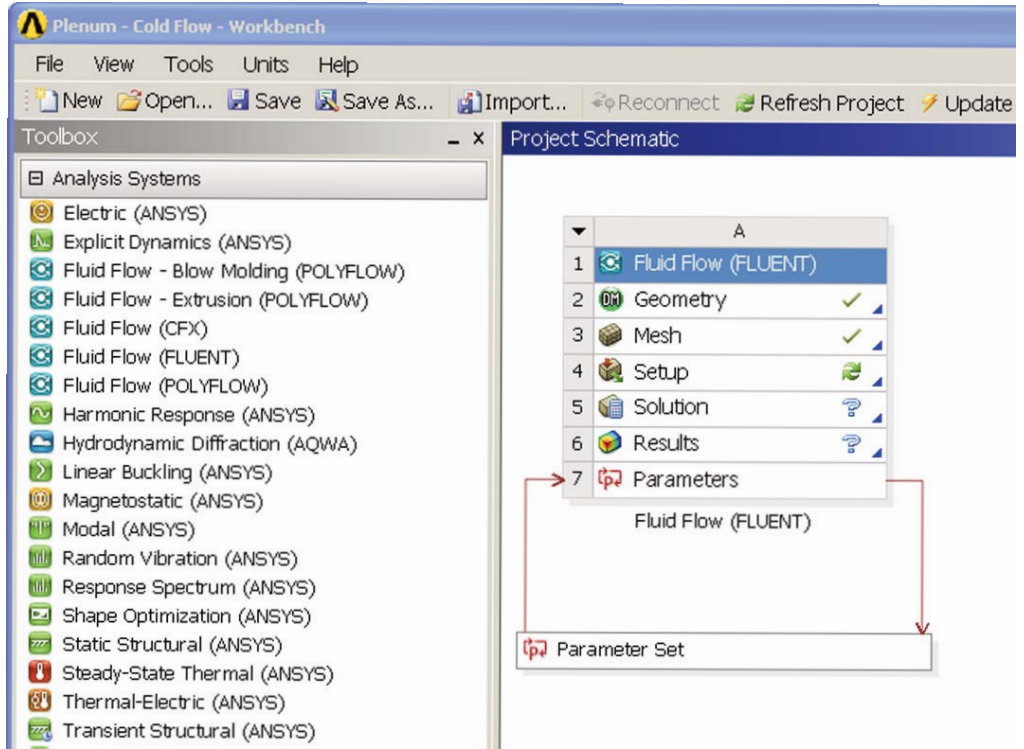 Plenum - Cold Flow - Workbench
File View Tools Units Help
New Open... Save Save As... Import... Reconnect Refresh Project Update
Toolbox
Project Schematic
Analysis Systems
Electric (ANSYS)
Explicit Dynamics (ANSYS)
Fluid Flow - Blow Molding (POLYFLOW)
Fluid Flow - Extrusion (POLYFLOW)
Fluid Flow (CFX)
Fluid Flow (FLUENT)
Fluid Flow (POLYFLOW)
Harmonic Response (ANSYS)
Hydrodynamic Diffraction (AQWA)
Linear Buckling (ANSYS)
Magnetostatic (ANSYS)
Modal (ANSYS)
Random Vibration (ANSYS)
Response Spectrum (ANSYS)
Shape Optimization (ANSYS)
Static Structural (ANSYS)
Steady-State Thermal (ANSYS)
Thermal-Electric (ANSYS)
Transient Structural (ANSYS)
A
1 Fluid Flow (FLUENT)
2 DM Geometry
3 Mesh
4 Setup
5 Solution ?
6 Results ?
7 p Parameters
Fluid Flow (FLUENT)
p Parameter Set